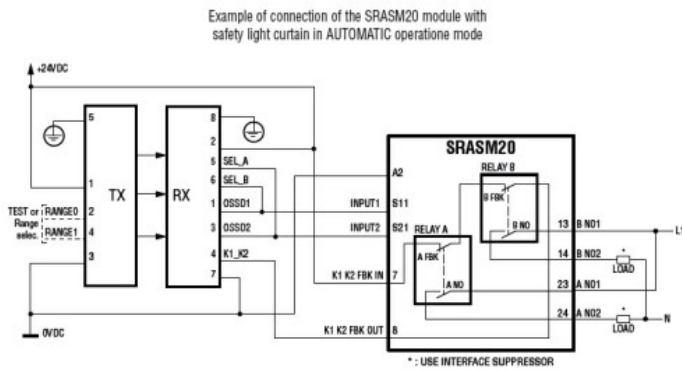 Example of connection of the SRASM20 module with
safety light curtain in AUTOMATIC operatione mode
+24VDC
5
8
2
SRASM20
RELAY B
TX
RX
5 SEL_A
6 SEL_B
A2
1
B FBK
1 OSSD1
INPUT1 S11
TEST or
Range
selec.
RANGE0 2
RANGE1 4
3 OSSD2
INPUT2 S21
RELAY A
B NO
13 B NO1
L1
A FBK
14 B NO2
*
LOAD
3
4 K1_K2
7
K1 K2 FBK IN 7
A NO
23 A NO1
*
24 A NO2
LOAD
N
0VDC
K1 K2 FBK OUT 8
* : USE INTERFACE SUPPRESSOR